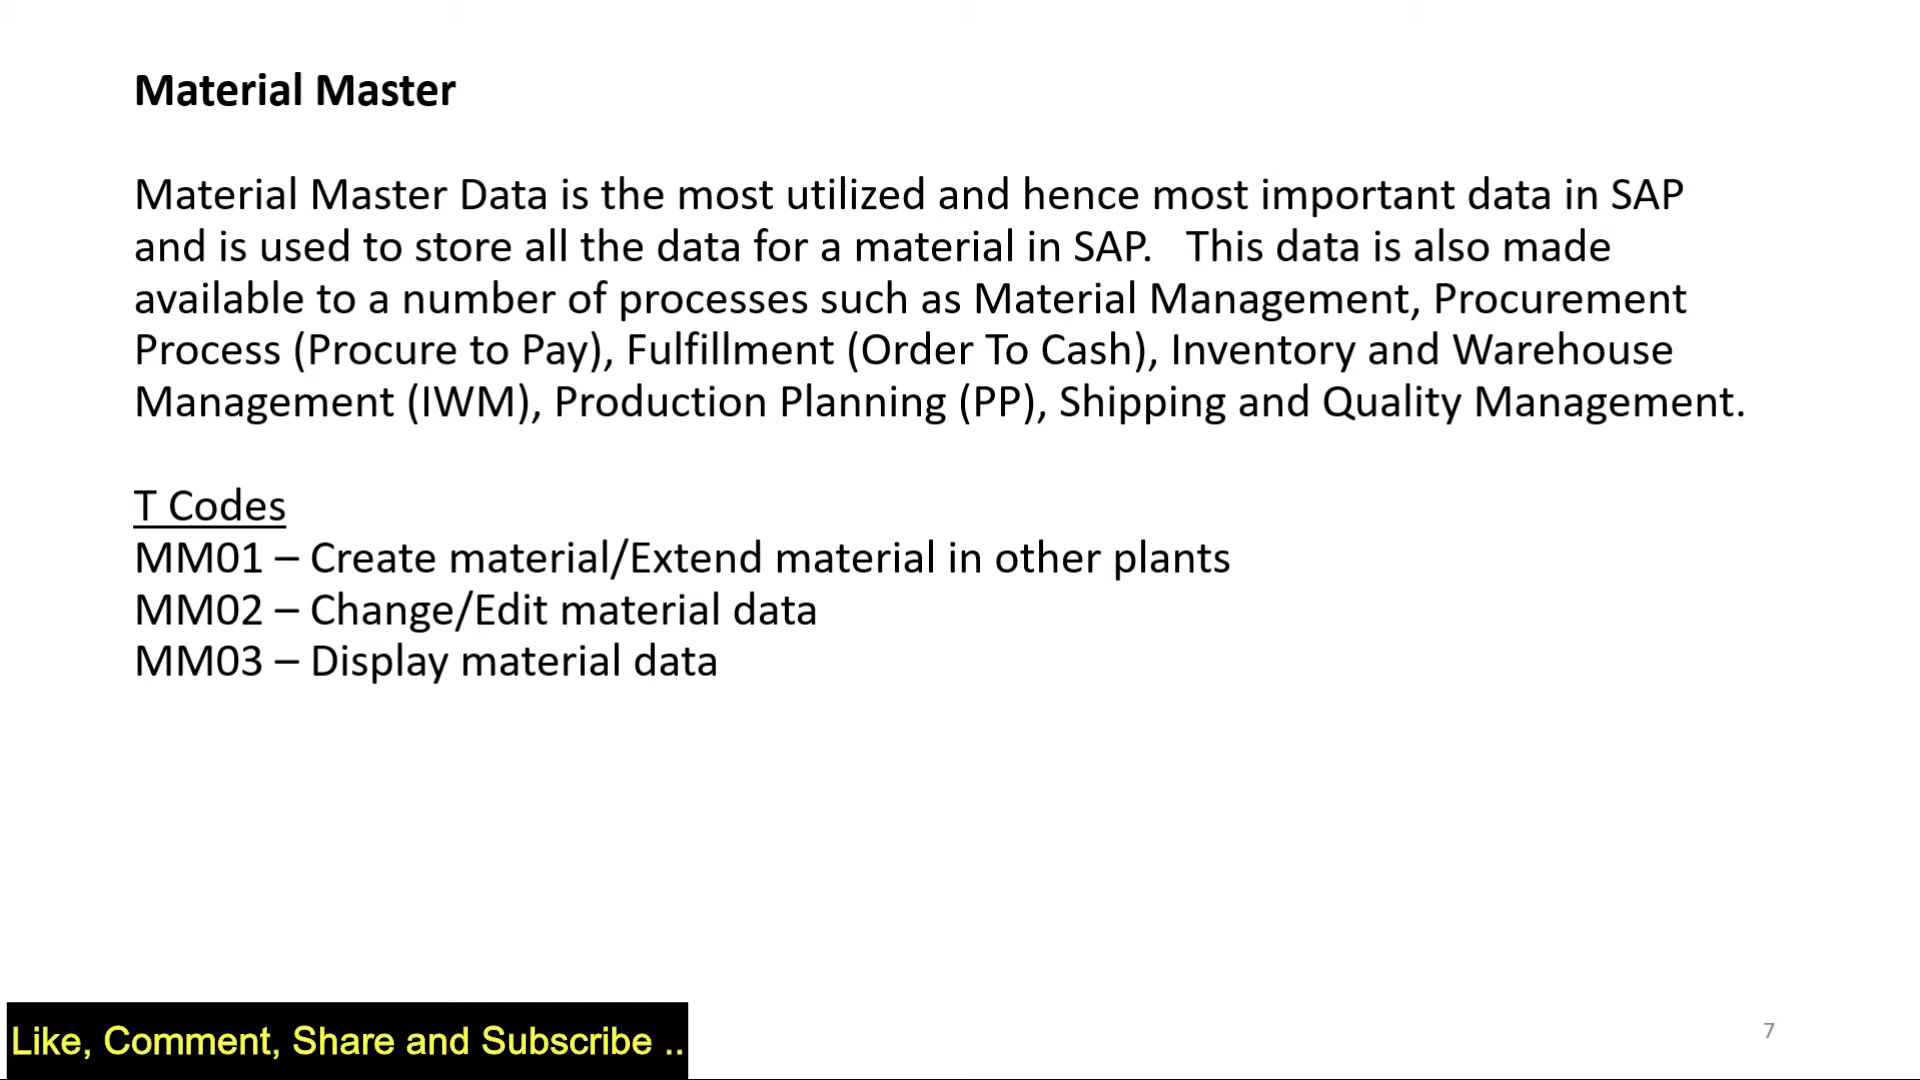 Material Master
Material Master Data is the most utilized and hence most important data in SAP
and is used to store all the data for a material in SAP.   This data is also made
available to a number of processes such as Material Management, Procurement
Process (Procure to Pay), Fulfillment (Order To Cash), Inventory and Warehouse
Management (IWM), Production Planning (PP), Shipping and Quality Management.
T Codes
MM01 – Create material/Extend material in other plants
MM02 – Change/Edit material data
MM03 – Display material data
Like, Comment, Share and Subscribe ..
7